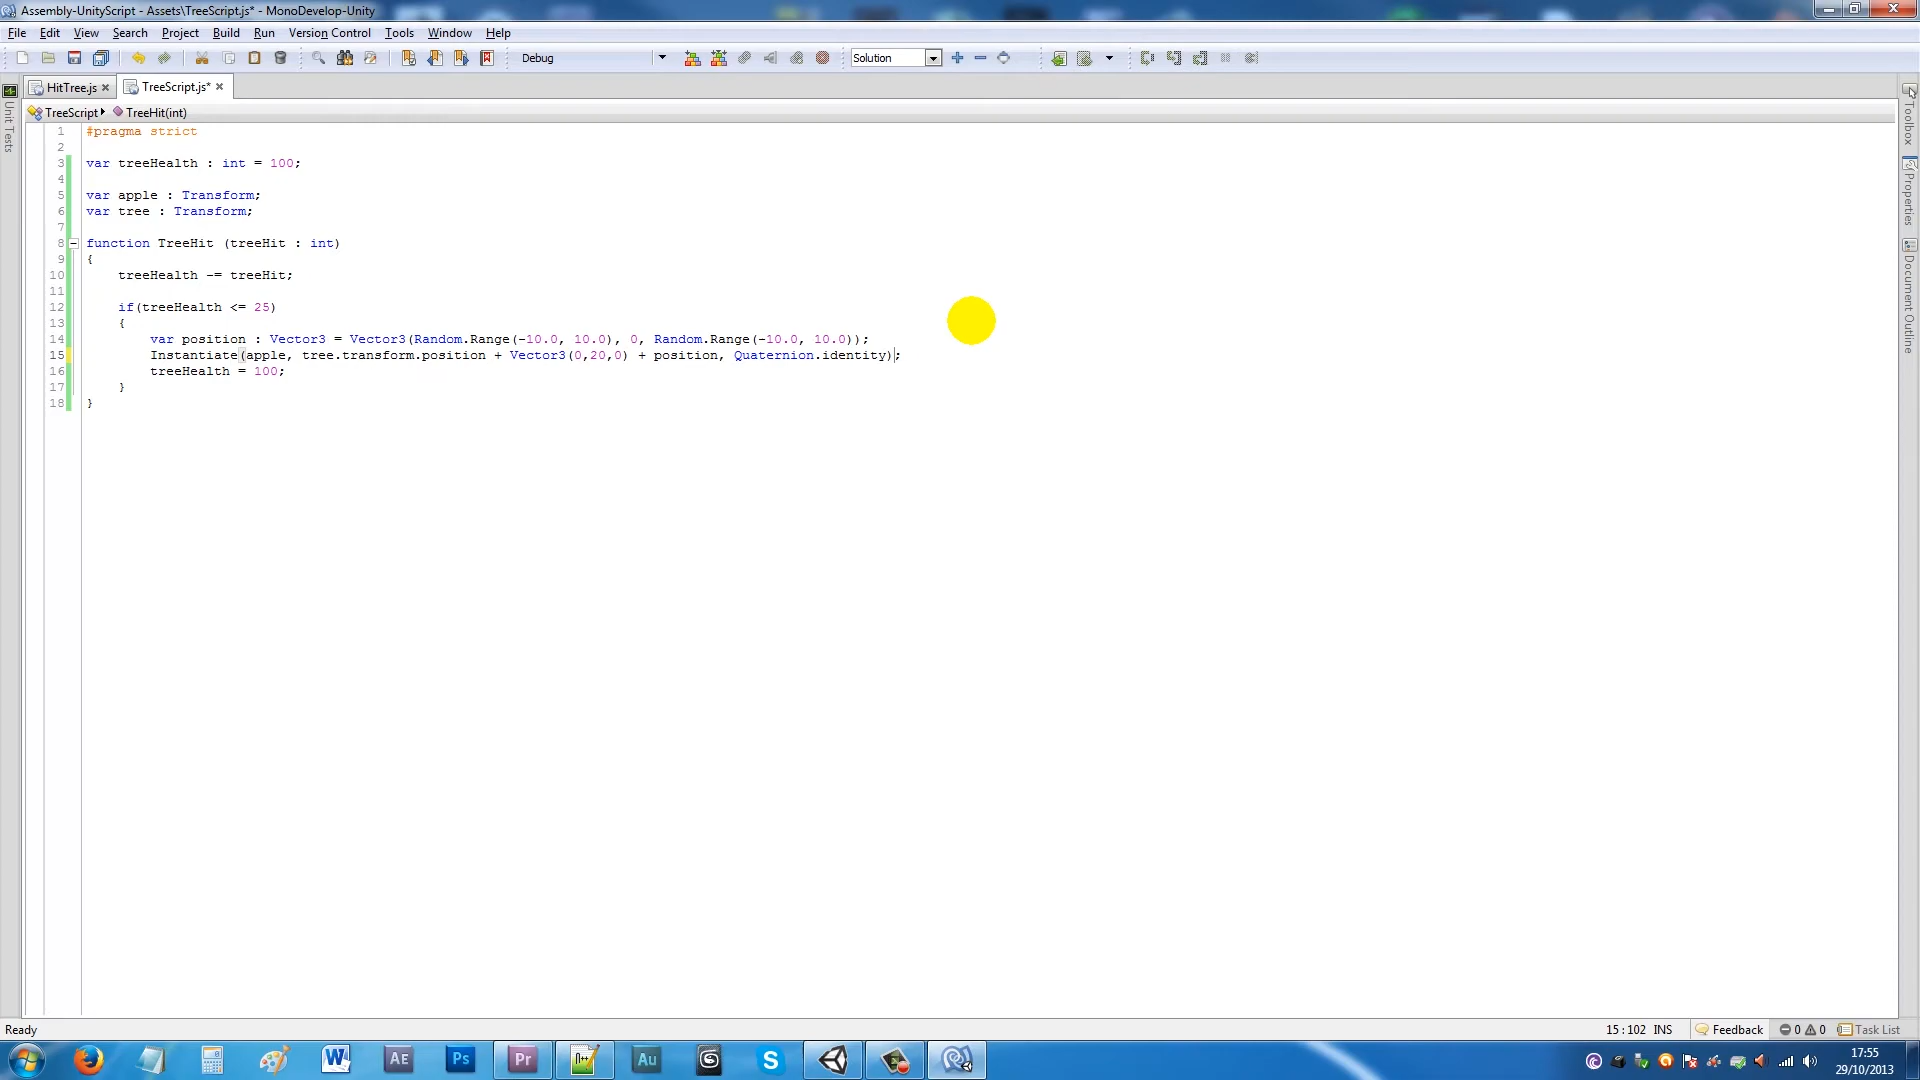 Assembly-UnityScript - Assets\TreeScript.js* - MonoDevelop-Unity
File Edit View Search Project Build Run Version Control Tools Window Help
Debug Solution
HitTree.js TreeScript.js*
TreeScript TreeHit(int)
Unit Tests
Toolbox
Properties
Document Outline
1 #pragma strict
2
3 var treeHealth : int = 100;
4
5 var apple : Transform;
6 var tree : Transform;
7
8 function TreeHit (treeHit : int)
9 {
10 treeHealth -= treeHit;
11
12 if(treeHealth <= 25)
13 {
14 var position : Vector3 = Vector3(Random.Range(-10.0, 10.0), 0, Random.Range(-10.0, 10.0));
15 Instantiate(apple, tree.transform.position + Vector3(0,20,0) + position, Quaternion.identity);
16 treeHealth = 100;
17 }
18 }
Ready 15 : 102 INS Feedback 0 0 Task List
W AE Ps Pr Au S
17:55
29/10/2013